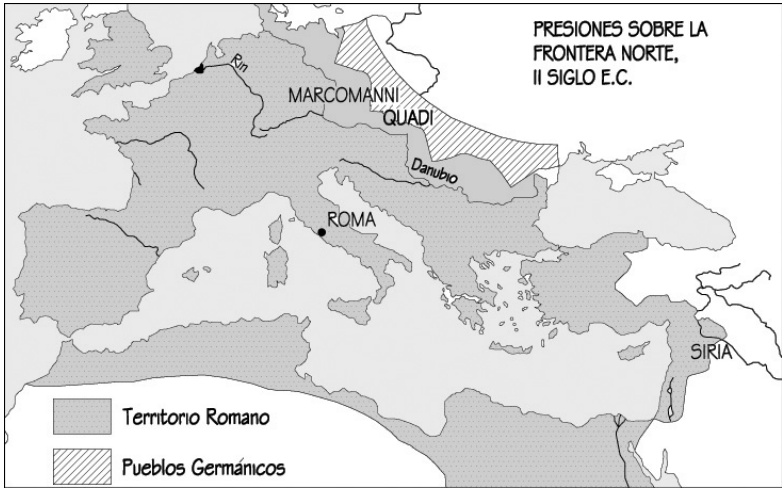 PRESIONES SOBRE LA
FRONTERA NORTE,
II SIGLO E.C.
Rin
MARCOMANNI
QUADI
Danubio
ROMA
SIRIA
Territorio Romano
Pueblos Germánicos